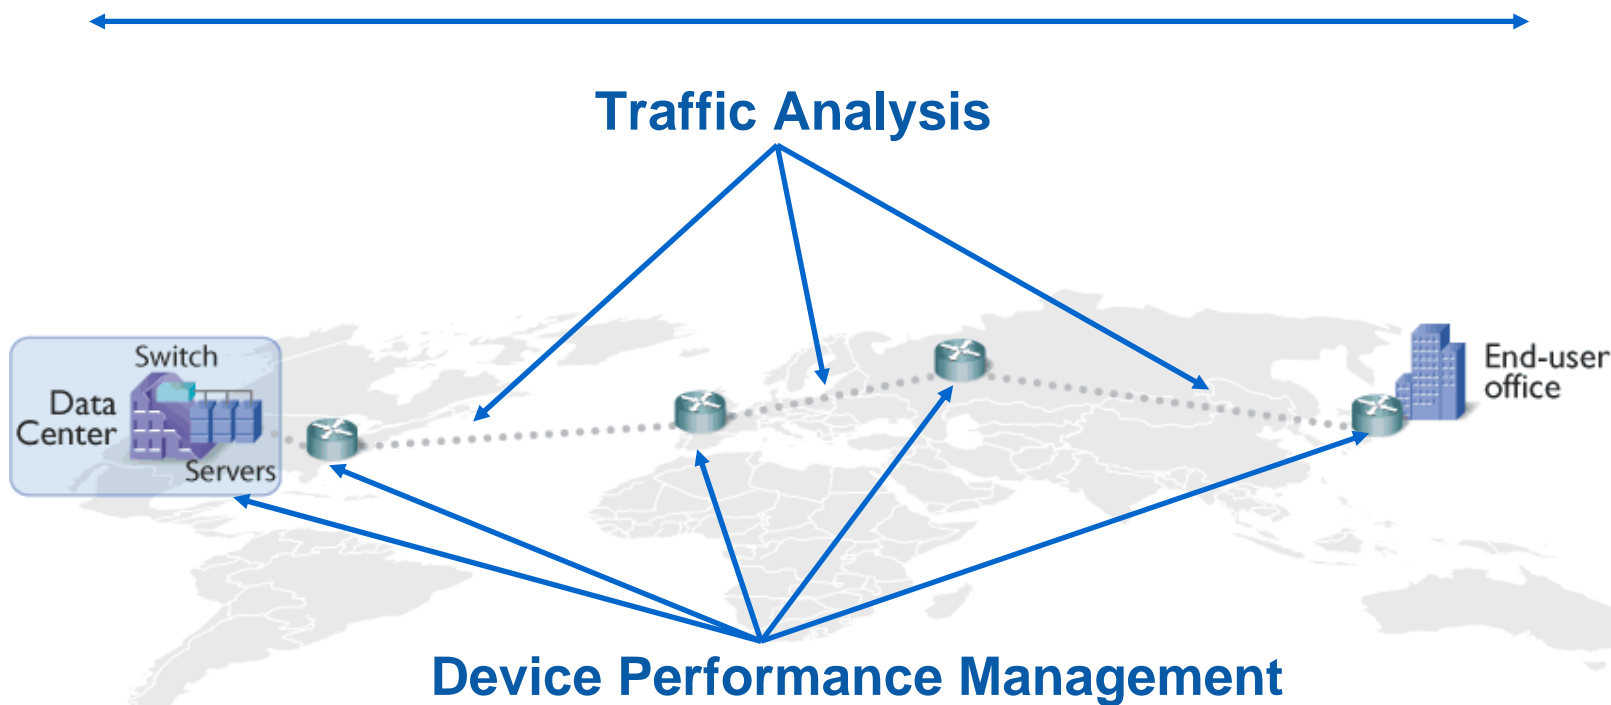 Traffic Analysis
Switch
Data
Center
Servers
End-user
office
Device Performance Management